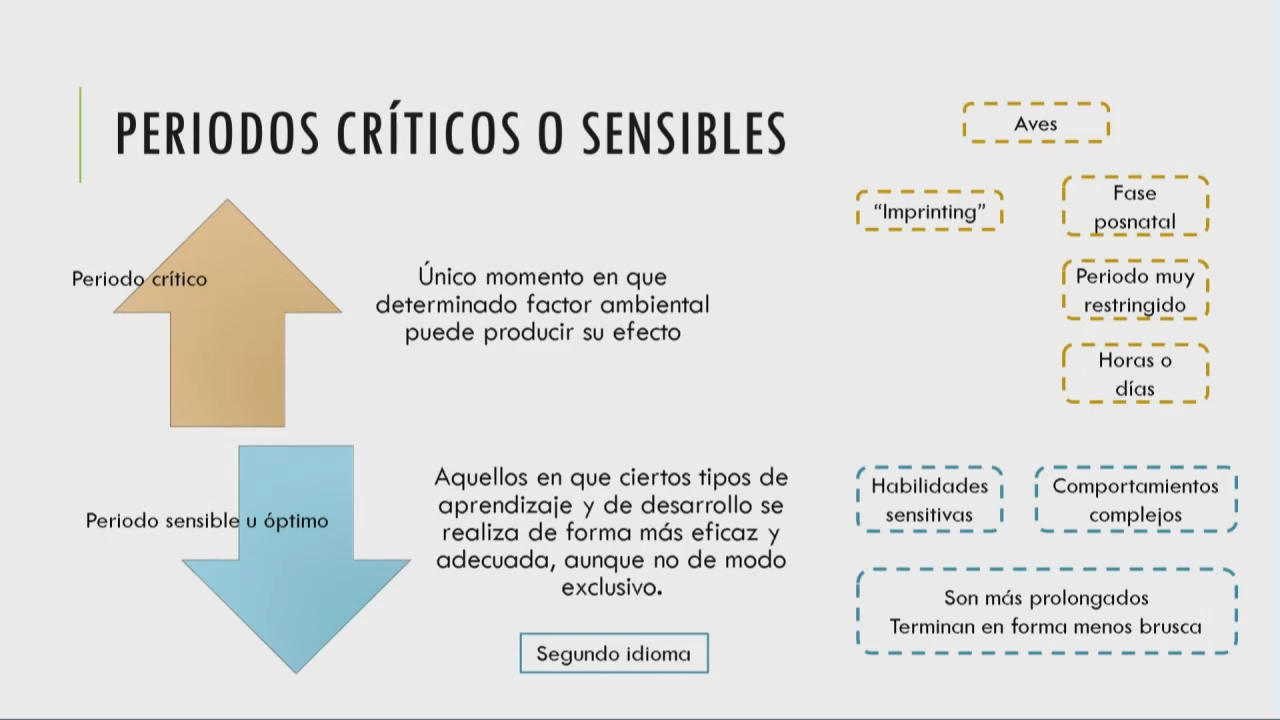 PERIODOS CRÍTICOS O SENSIBLES
Aves
"Imprinting"
Fase
posnatal
Periodo muy
restringido
Horas o
días
Periodo crítico
Único momento en que
determinado factor ambiental
puede producir su efecto
Periodo sensible u óptimo
Aquellos en que ciertos tipos de
aprendizaje y de desarrollo se
realiza de forma más eficaz y
adecuada, aunque no de modo
exclusivo.
Segundo idioma
Habilidades
sensitivas
Comportamientos
complejos
Son más prolongados
Terminan en forma menos brusca